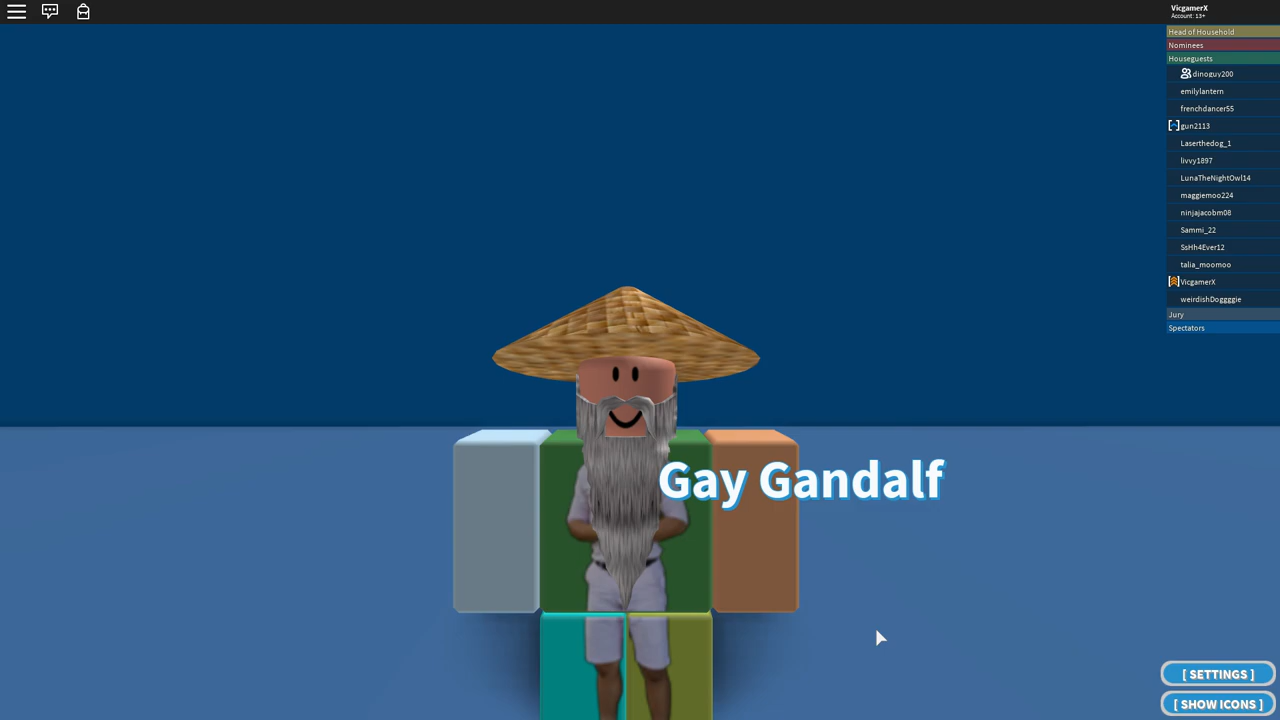 VicgamerX
Account: 13+
Head of Household
Nominees
Houseguests
dinoguy200
emilylantern
frenchdancer55
gun2113
Laserthedog_1
livvy1897
LunaTheNightOwl14
maggiemoo224
ninjajacobm08
Sammi_22
SsHh4Ever12
talia_moomoo
VicgamerX
weirdishDoggggie
Jury
Spectators
Gay Gandalf
[ SETTINGS ]
[ SHOW ICONS ]